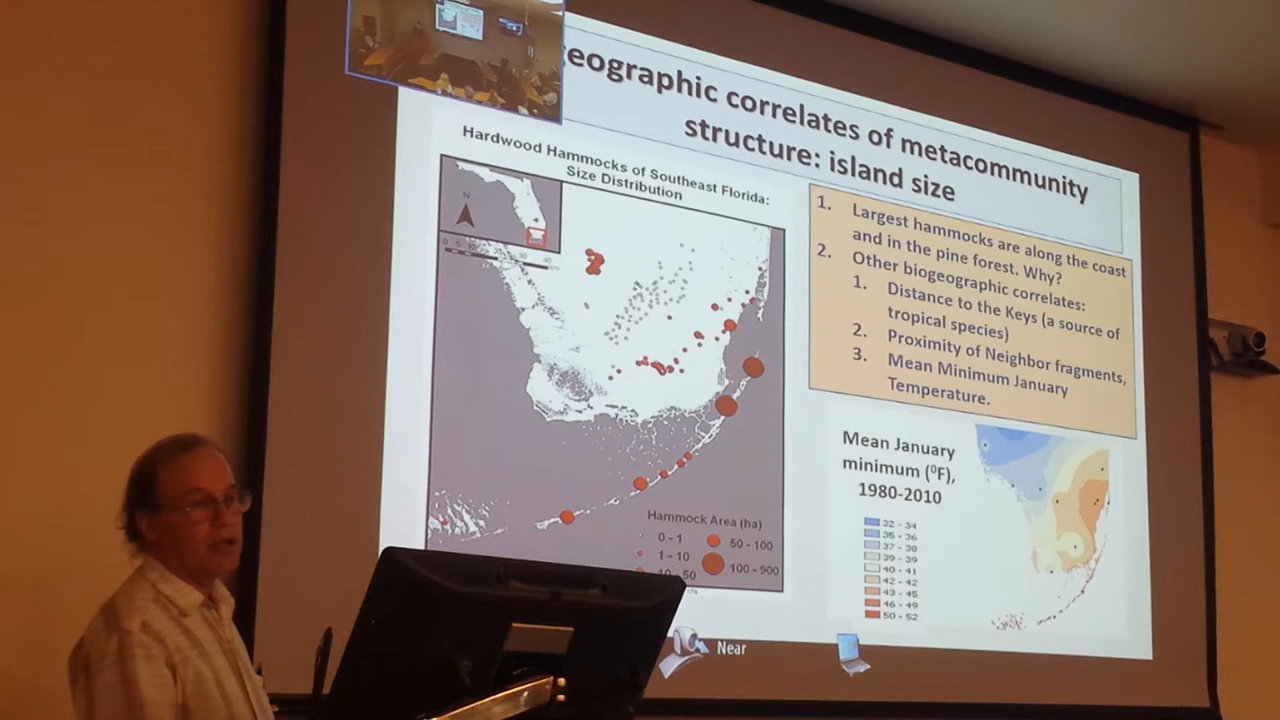 eographic correlates of metacommunity
structure: island size
Hardwood Hammocks of Southeast Florida:
Size Distribution
N
Hammock Area (ha)
0 - 1
1 - 10
10 - 50
50 - 100
100 - 900
1. Largest hammocks are along the coast
and in the pine forest. Why?
2. Other biogeographic correlates:
1. Distance to the Keys (a source of
tropical species)
2. Proximity of Neighbor fragments,
3. Mean Minimum January
Temperature.
Mean January
minimum (⁰F),
1980-2010
32 - 34
35 - 36
37 - 38
39 - 39
40 - 41
42 - 42
43 - 45
46 - 49
50 - 52
Near